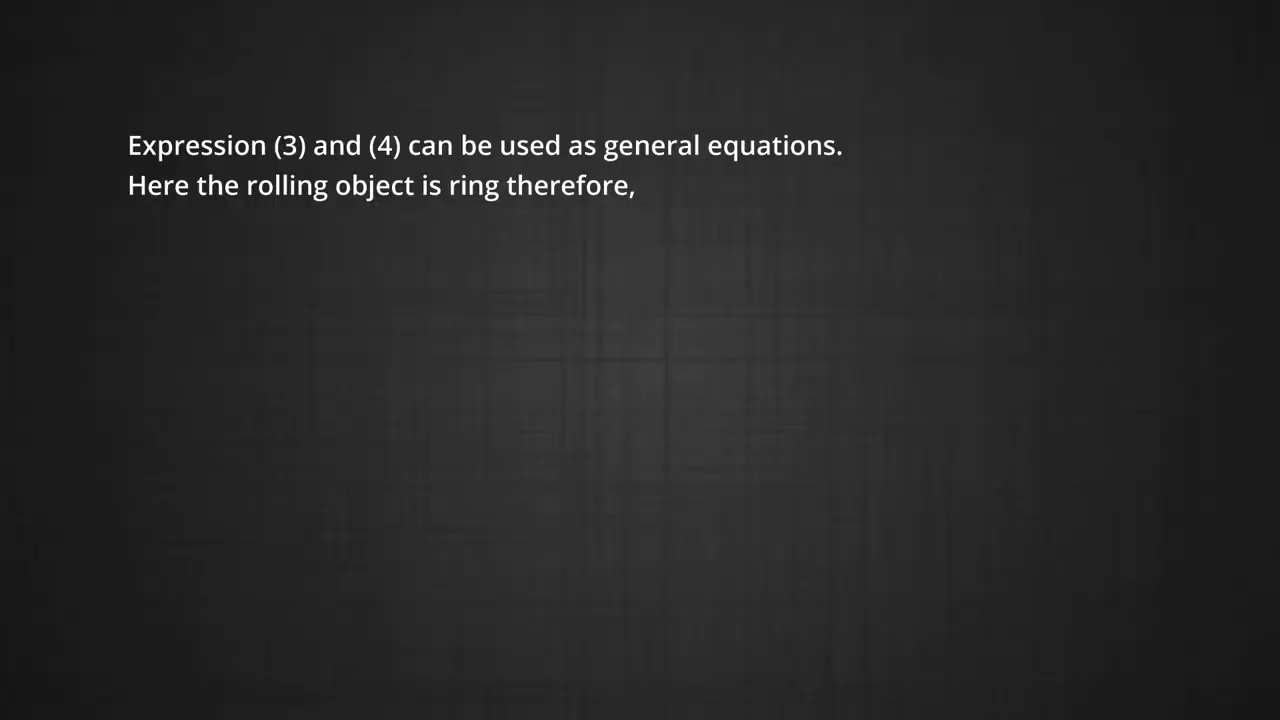 Expression (3) and (4) can be used as general equations.
Here the rolling object is ring therefore,